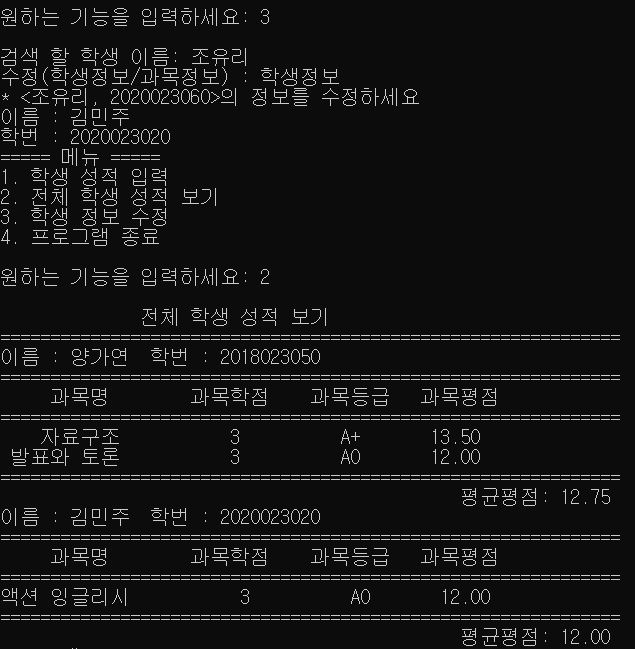 원하는 기능을 입력하세요: 3
검색 할 학생 이름: 조유리
수정(학생정보/과목정보) : 학생정보
* <조유리, 2020023060>의 정보를 수정하세요
이름 : 김민주
학번 : 2020023020
===== 메뉴 =====
1. 학생 성적 입력
2. 전체 학생 성적 보기
3. 학생 정보 수정
4. 프로그램 종료
원하는 기능을 입력하세요: 2
전체 학생 성적 보기
==============================================================
이름 : 양가연  학번 : 2018023050
==============================================================
과목명 과목학점 과목등급 과목평점
==============================================================
자료구조 3 A+ 13.50
발표와 토론 3 A0 12.00
==============================================================
평균평점: 12.75
이름 : 김민주  학번 : 2020023020
==============================================================
과목명 과목학점 과목등급 과목평점
==============================================================
액션 잉글리시 3 A0 12.00
==============================================================
평균평점: 12.00